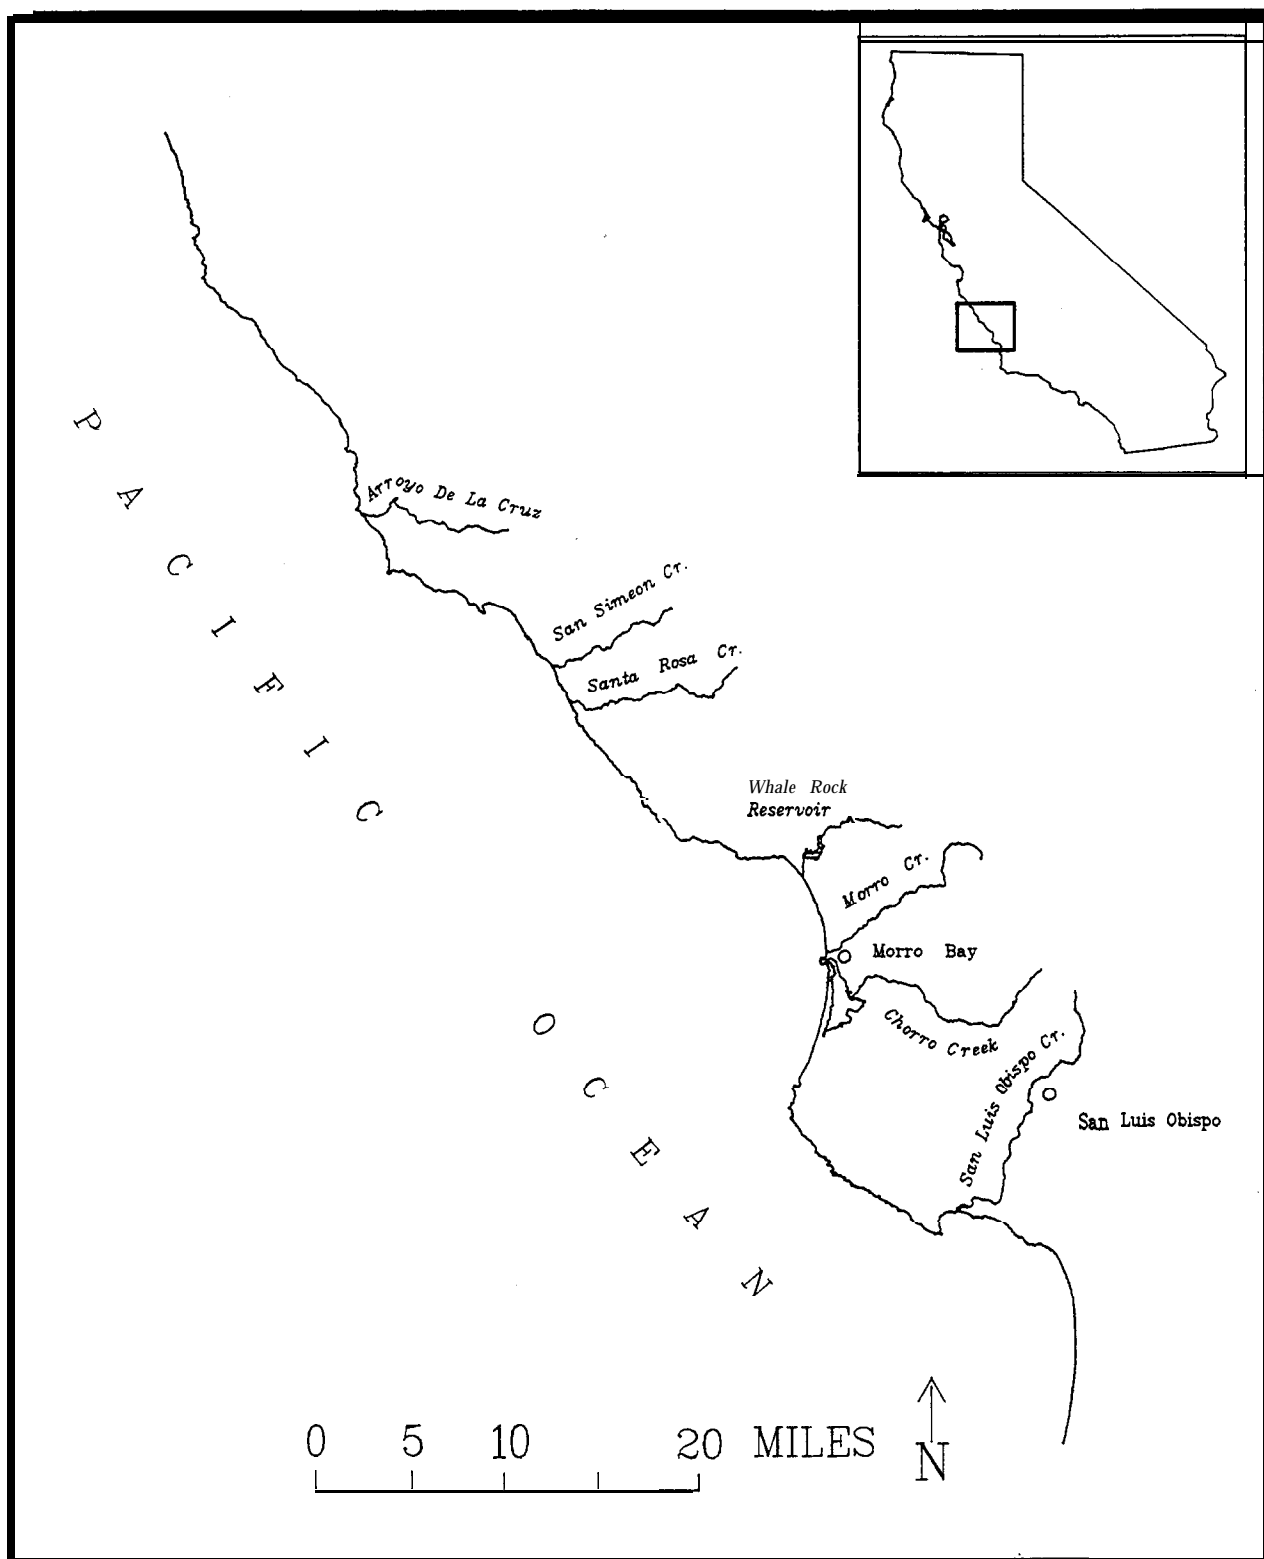 PACIFIC OCEAN
Arroyo De La Cruz
San Simeon Cr.
Santa Rosa Cr.
Whale Rock
Reservoir
Morro Cr.
Morro Bay
Chorro Creek
San Luis Obispo Cr.
San Luis Obispo
0 5 10 20 MILES
N